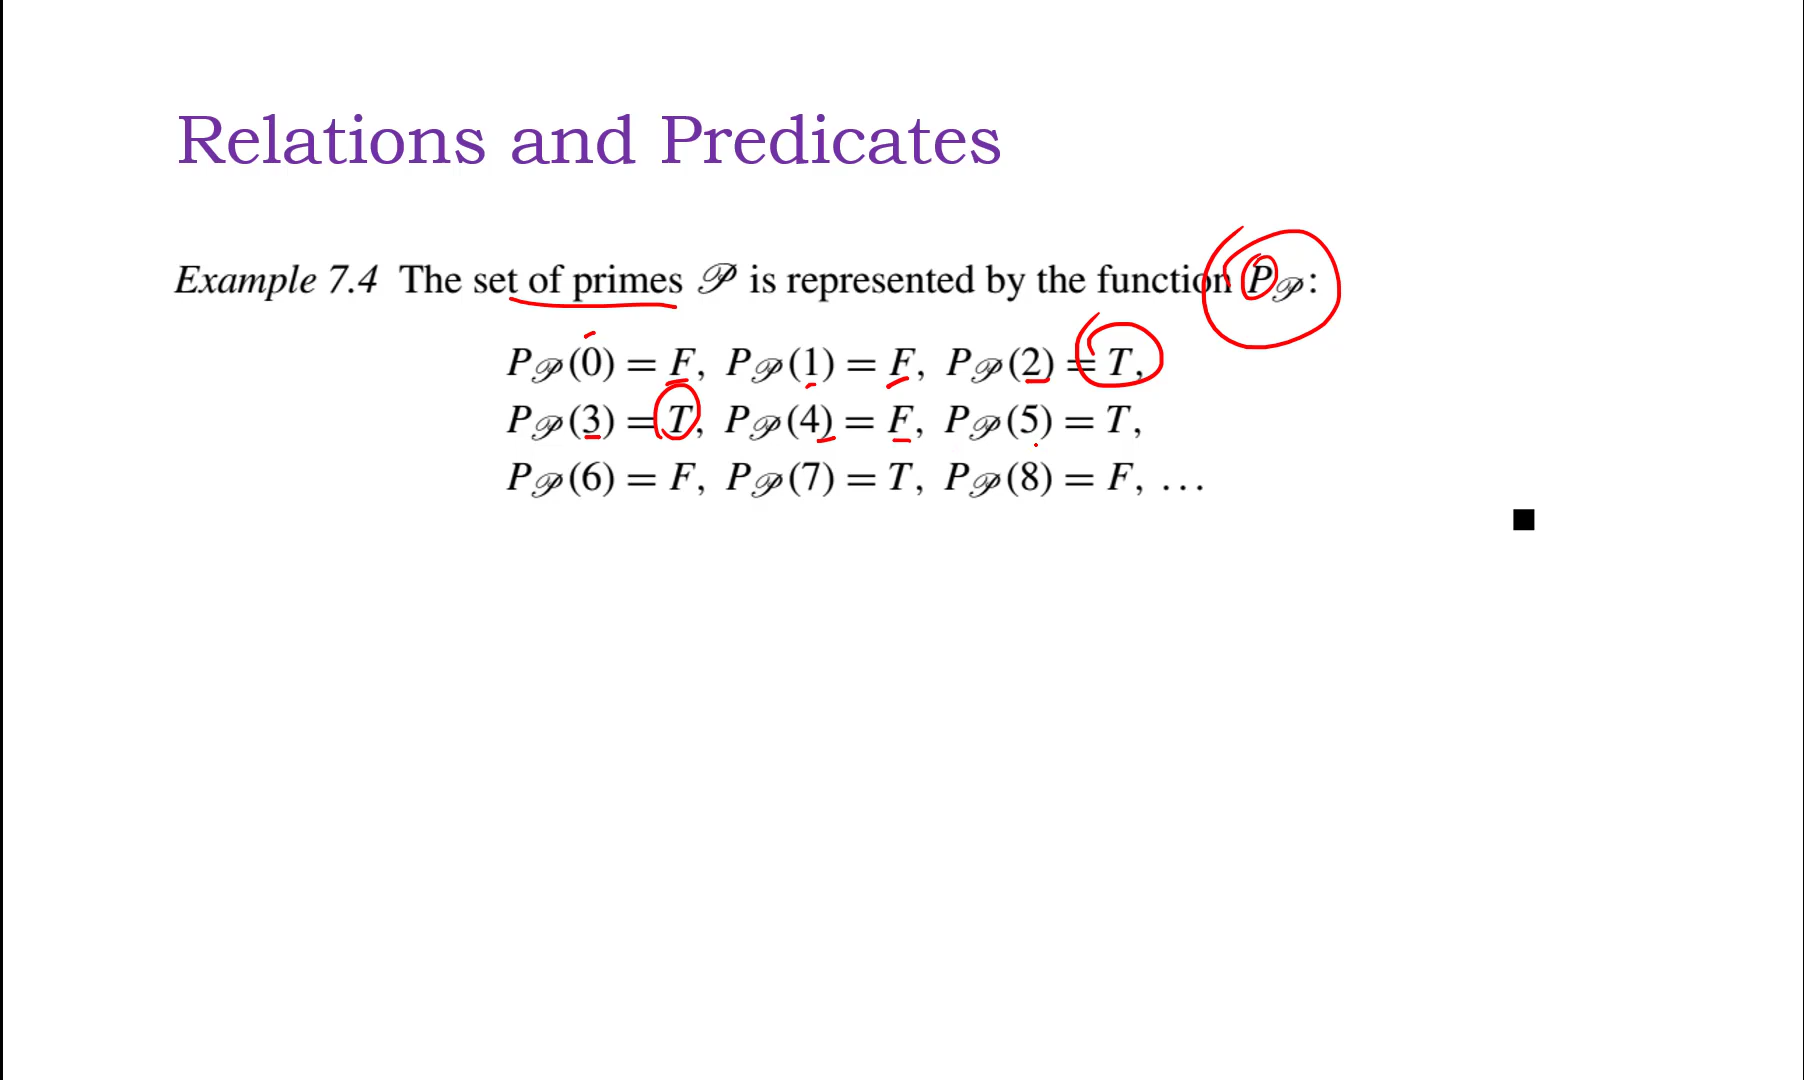 Relations and Predicates
Example 7.4 The set of primes 𝒫 is represented by the function P𝒫:
P𝒫(0) = F, P𝒫(1) = F, P𝒫(2) = T,
P𝒫(3) = T, P𝒫(4) = F, P𝒫(5) = T,
P𝒫(6) = F, P𝒫(7) = T, P𝒫(8) = F, …